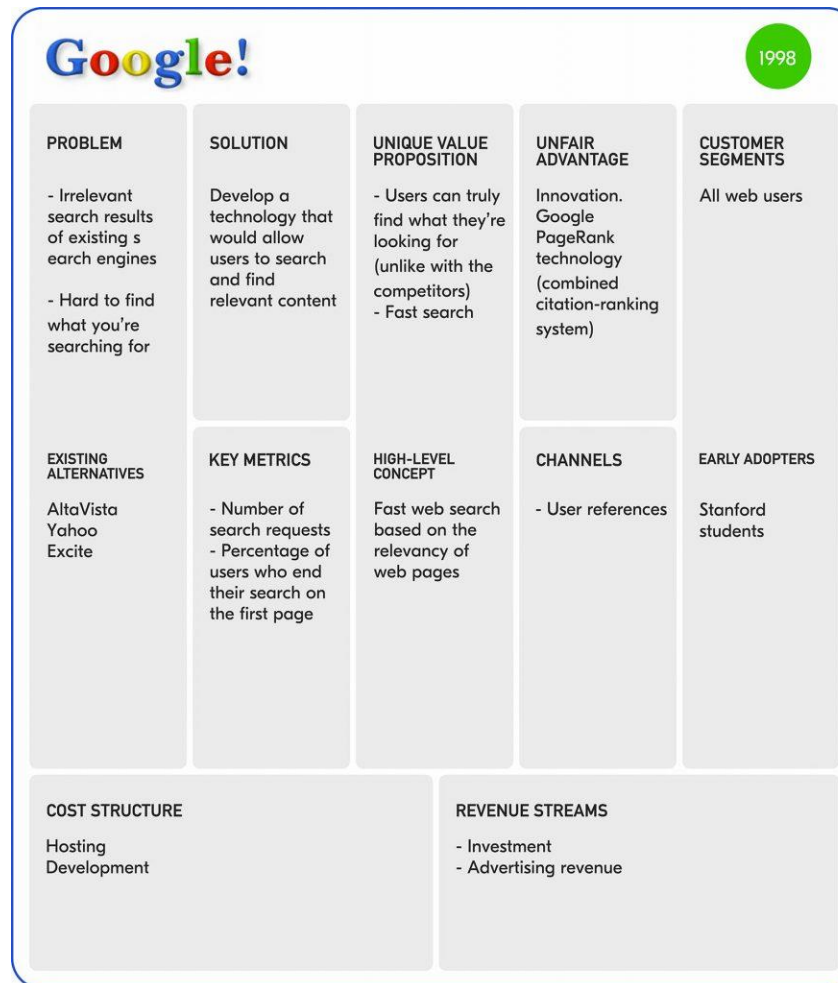 Google!
1998
PROBLEM
- Irrelevant
search results
of existing s
earch engines
- Hard to find
what you're
searching for
EXISTING
ALTERNATIVES
AltaVista
Yahoo
Excite
SOLUTION
Develop a
technology that
would allow
users to search
and find
relevant content
KEY METRICS
- Number of
search requests
- Percentage of
users who end
their search on
the first page
UNIQUE VALUE
PROPOSITION
- Users can truly
find what they're
looking for
(unlike with the
competitors)
- Fast search
HIGH-LEVEL
CONCEPT
Fast web search
based on the
relevancy of
web pages
UNFAIR
ADVANTAGE
Innovation.
Google
PageRank
technology
(combined
citation-ranking
system)
CHANNELS
- User references
CUSTOMER
SEGMENTS
All web users
EARLY ADOPTERS
Stanford
students
COST STRUCTURE
Hosting
Development
REVENUE STREAMS
- Investment
- Advertising revenue